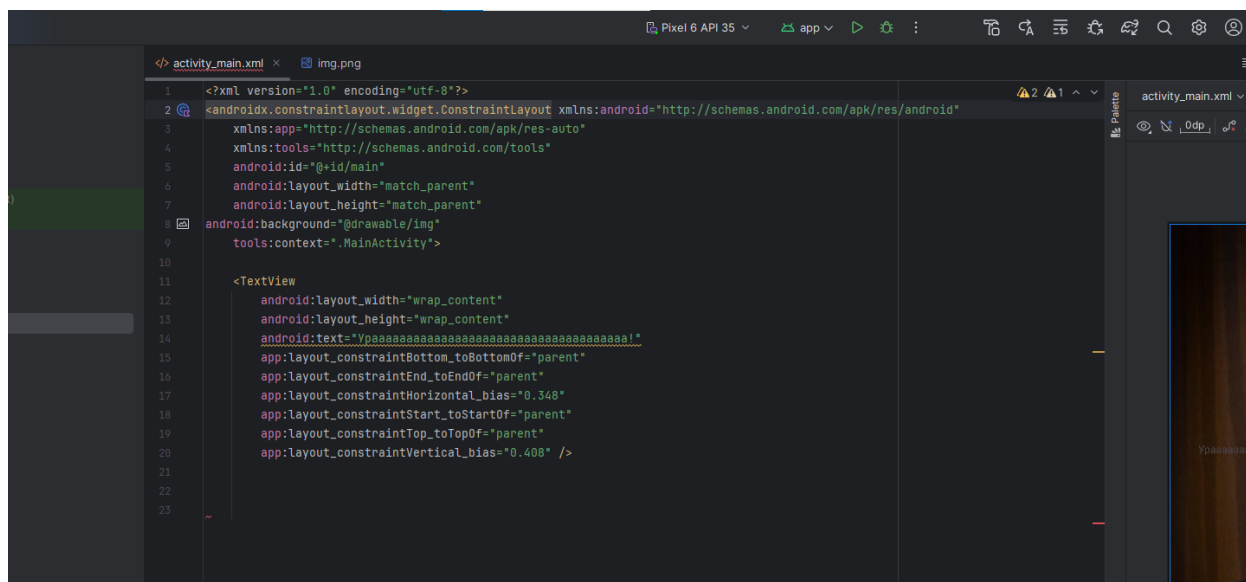 Pixel 6 API 35
app
activity_main.xml
img.png
1 <?xml version="1.0" encoding="utf-8"?>
2 <androidx.constraintlayout.widget.ConstraintLayout xmlns:android="http://schemas.android.com/apk/res/android"
3 xmlns:app="http://schemas.android.com/apk/res-auto"
4 xmlns:tools="http://schemas.android.com/tools"
5 android:id="@+id/main"
6 android:layout_width="match_parent"
7 android:layout_height="match_parent"
8 android:background="@drawable/img"
9 tools:context=".MainActivity">
10
11 <TextView
12 android:layout_width="wrap_content"
13 android:layout_height="wrap_content"
14 android:text="Ураааааааааааааааааааааааааааааааааааа!"
15 app:layout_constraintBottom_toBottomOf="parent"
16 app:layout_constraintEnd_toEndOf="parent"
17 app:layout_constraintHorizontal_bias="0.348"
18 app:layout_constraintStart_toStartOf="parent"
19 app:layout_constraintTop_toTopOf="parent"
20 app:layout_constraintVertical_bias="0.408" />
21
22
23
2 1
Palette
activity_main.xml
0dp